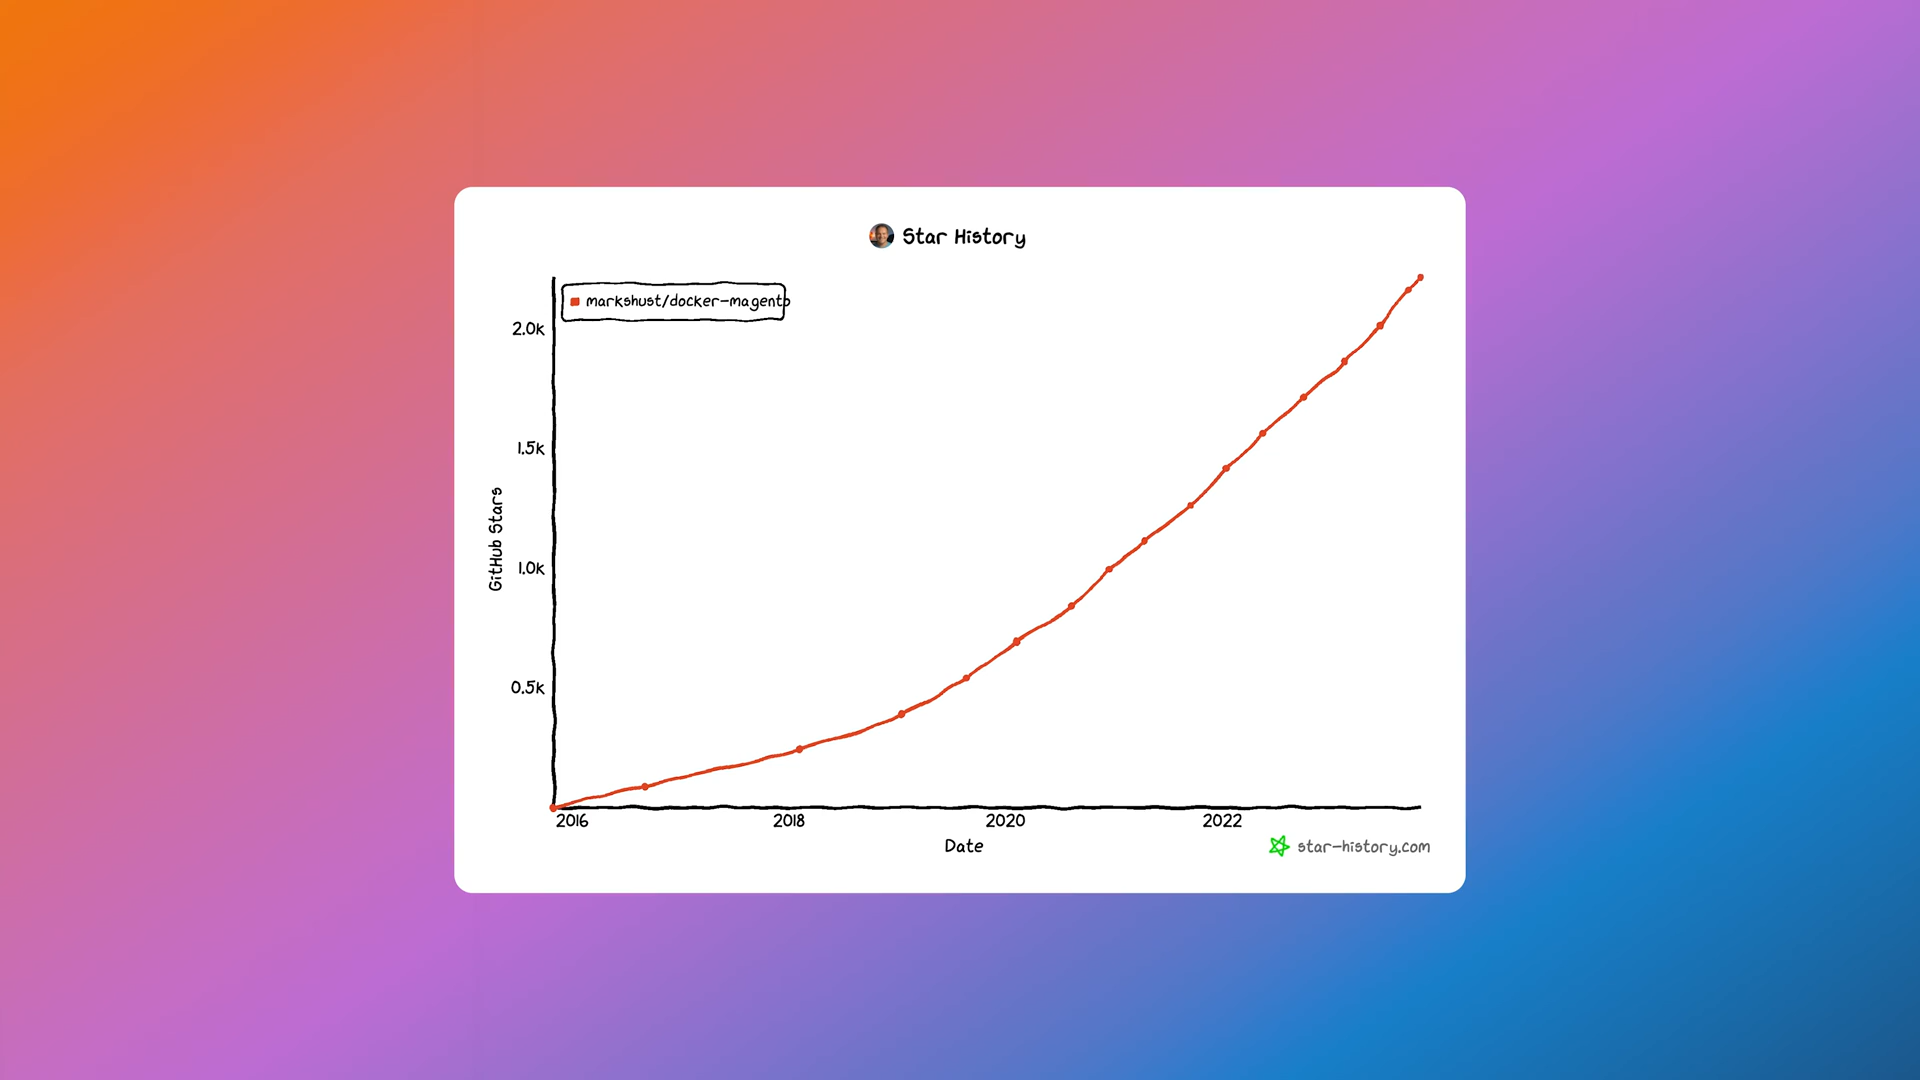 Star History
markshust/docker-magento
2.0k
1.5k
1.0k
0.5k
GitHub Stars
2016
2018
2020
2022
Date
star-history.com